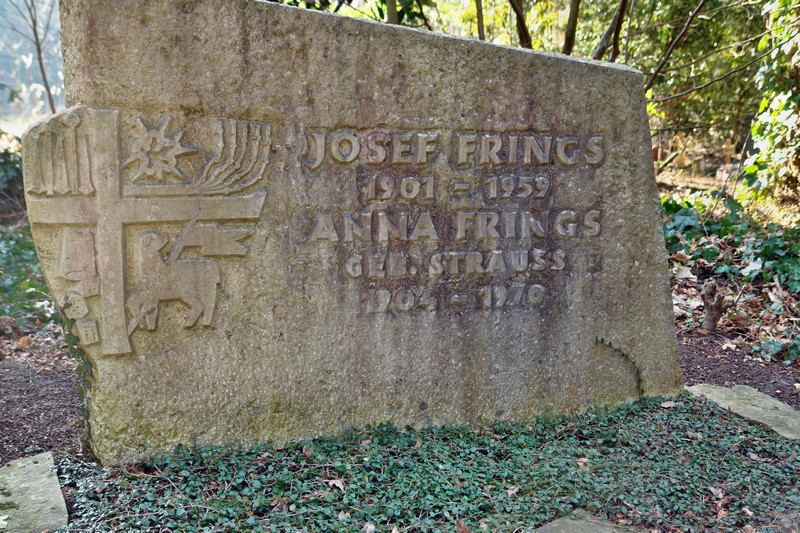 JOSEF FRINGS
1901 – 1959
ANNA FRINGS
GEB. STRAUSS
1904 – 1970